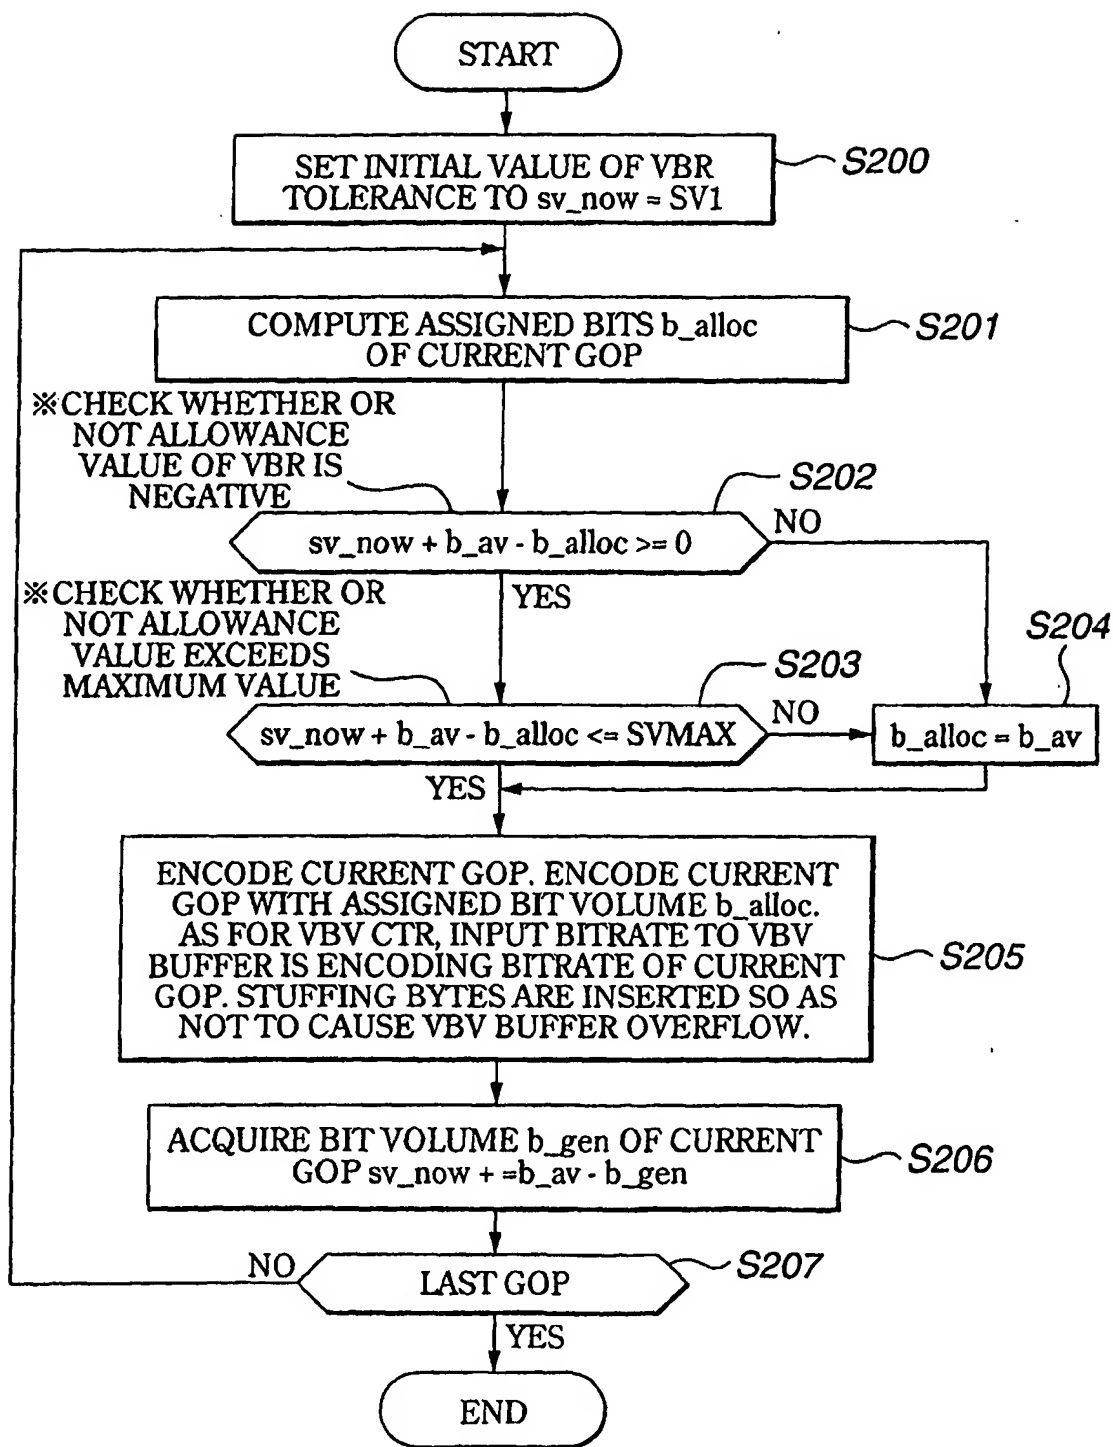 START
SET INITIAL VALUE OF VBR
TOLERANCE TO sv_now = SV1
S200
COMPUTE ASSIGNED BITS b_alloc
OF CURRENT GOP
S201
※CHECK WHETHER OR
NOT ALLOWANCE
VALUE OF VBR IS
NEGATIVE
S202
sv_now + b_av - b_alloc >= 0
NO
YES
※CHECK WHETHER OR
NOT ALLOWANCE
VALUE EXCEEDS
MAXIMUM VALUE
S203
sv_now + b_av - b_alloc <= SVMAX
NO
S204
b_alloc = b_av
YES
ENCODE CURRENT GOP. ENCODE CURRENT
GOP WITH ASSIGNED BIT VOLUME b_alloc.
AS FOR VBV CTR, INPUT BITRATE TO VBV
BUFFER IS ENCODING BITRATE OF CURRENT
GOP. STUFFING BYTES ARE INSERTED SO AS
NOT TO CAUSE VBV BUFFER OVERFLOW.
S205
ACQUIRE BIT VOLUME b_gen OF CURRENT
GOP sv_now + =b_av - b_gen
S206
LAST GOP
S207
NO
YES
END